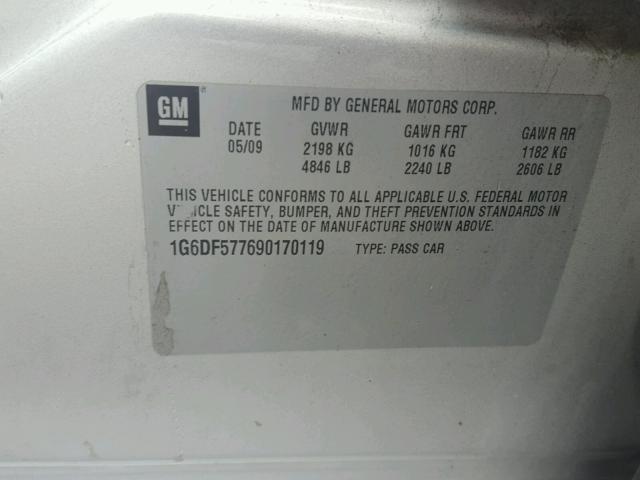 GM ® MFD BY GENERAL MOTORS CORP.
DATE GVWR GAWR FRT GAWR RR
05/09 2198 KG 1016 KG 1182 KG
4846 LB 2240 LB 2606 LB
THIS VEHICLE CONFORMS TO ALL APPLICABLE U.S. FEDERAL MOTOR
V ICLE SAFETY, BUMPER, AND THEFT PREVENTION STANDARDS IN
EFFECT ON THE DATE OF MANUFACTURE SHOWN ABOVE.
1G6DF577690170119 TYPE: PASS CAR